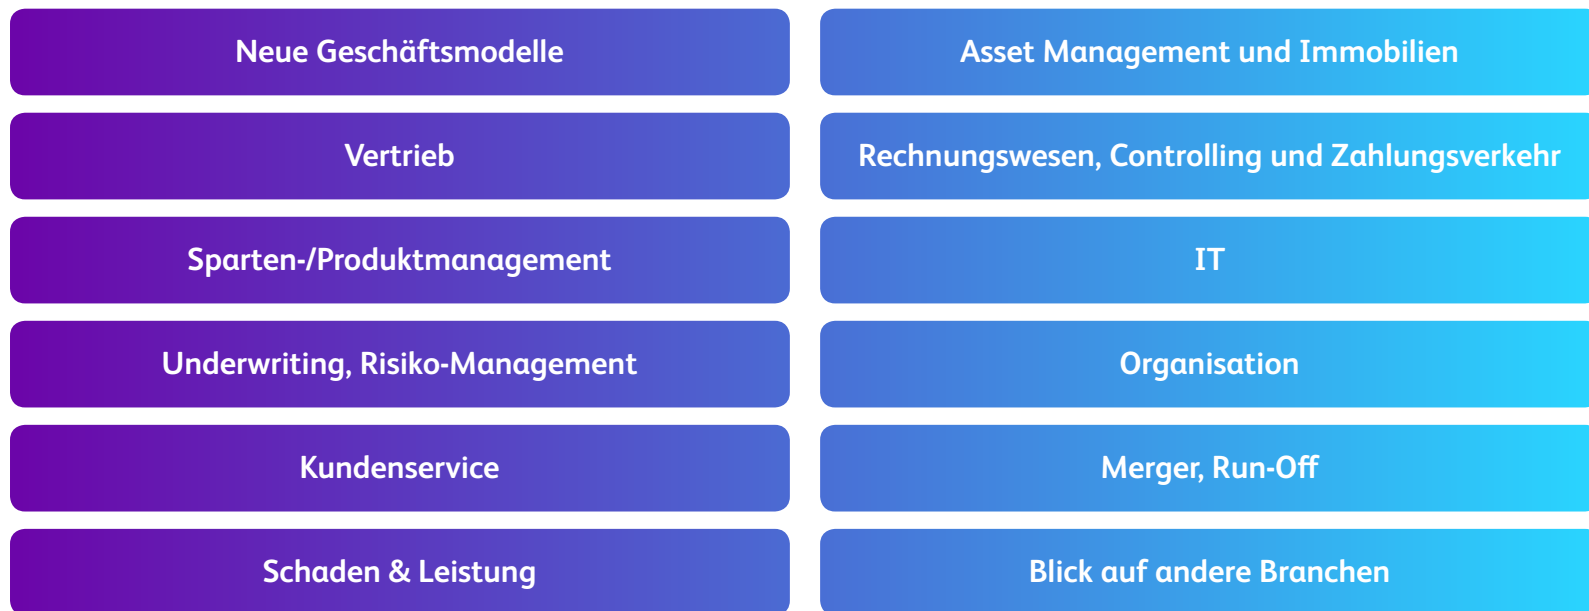 Neue Geschäftsmodelle
Asset Management und Immobilien
Vertrieb
Rechnungswesen, Controlling und Zahlungsverkehr
Sparten-/Produktmanagement
IT
Underwriting, Risiko-Management
Organisation
Kundenservice
Merger, Run-Off
Schaden & Leistung
Blick auf andere Branchen